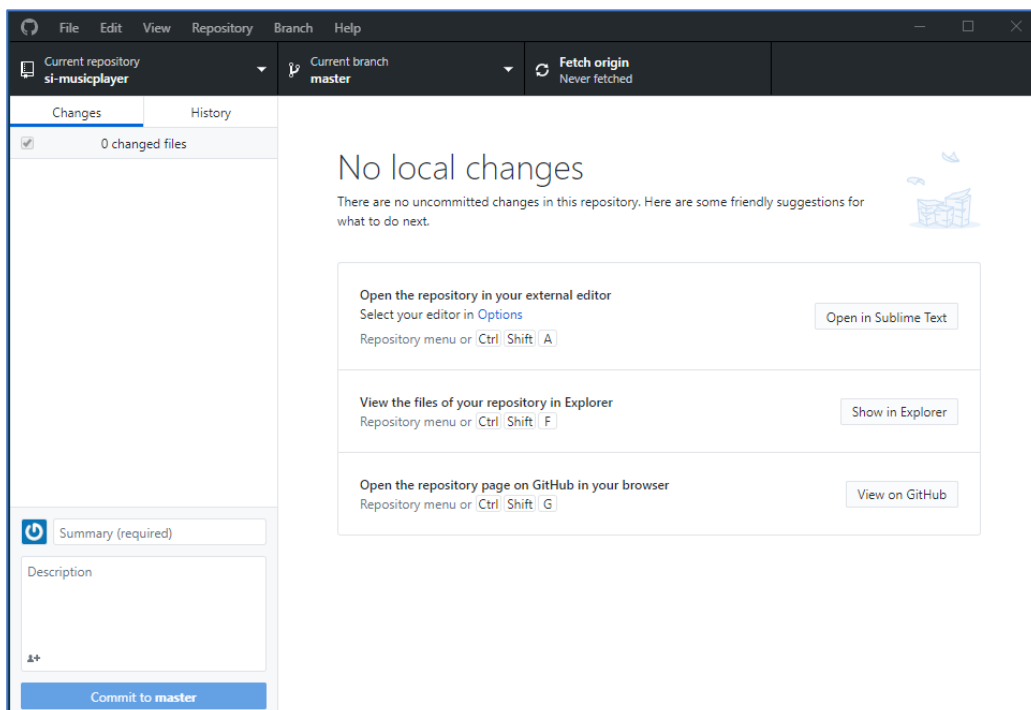 File Edit View Repository Branch Help
Current repository
si-musicplayer
Current branch
master
Fetch origin
Never fetched
Changes History
0 changed files
No local changes
There are no uncommitted changes in this repository. Here are some friendly suggestions for
what to do next.
Open the repository in your external editor
Select your editor in Options
Repository menu or Ctrl Shift A
Open in Sublime Text
View the files of your repository in Explorer
Repository menu or Ctrl Shift F
Show in Explorer
Open the repository page on GitHub in your browser
Repository menu or Ctrl Shift G
View on GitHub
Summary (required)
Description
Commit to master